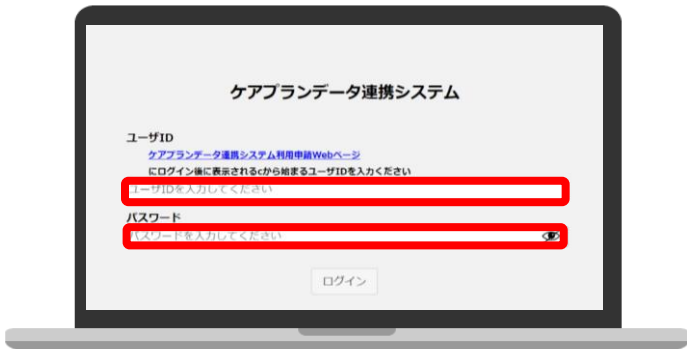 ケアプランデータ連携システム
ユーザID
ケアプランデータ連携システム利用申請Webページ
にログイン後に表示されるcから始まるユーザIDを入力ください
ユーザIDを入力してください
パスワード
パスワードを入力してください
ログイン